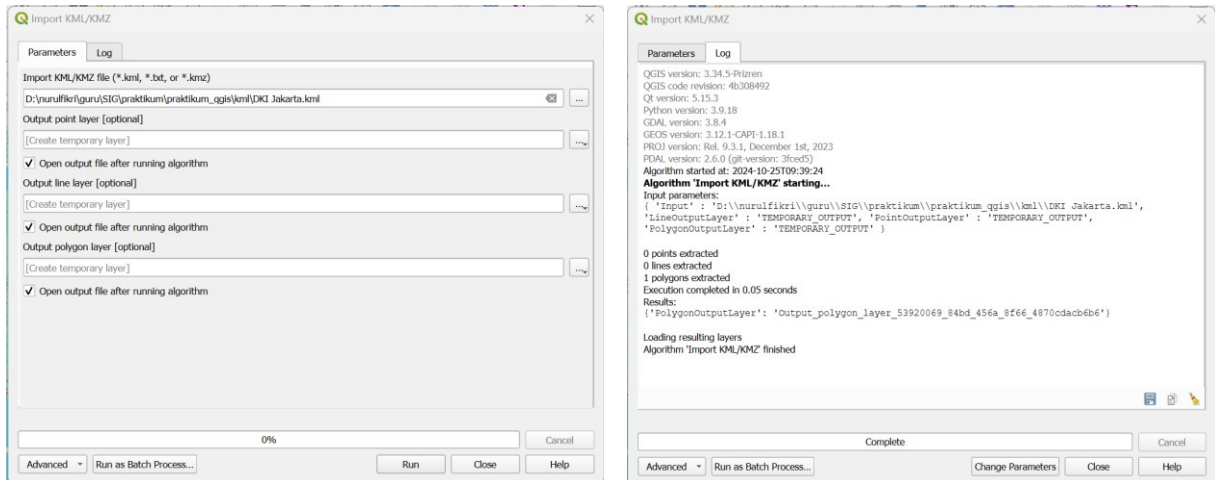 Import KML/KMZ
Parameters Log
Import KML/KMZ file (*.kml, *.txt, or *.kmz)
D:\nurulfikri\guru\SIG\praktikum\praktikum_qgis\kml\DKI Jakarta.kml ...
Output point layer [optional]
[Create temporary layer] ...
Open output file after running algorithm
Output line layer [optional]
[Create temporary layer] ...
Open output file after running algorithm
Output polygon layer [optional]
[Create temporary layer] ...
Open output file after running algorithm
0% Cancel
Advanced Run as Batch Process... Run Close Help
Import KML/KMZ
Parameters Log
QGIS version: 3.34.5-Prizren
QGIS code revision: 4b308492
Qt version: 5.15.3
Python version: 3.9.18
GDAL version: 3.8.4
GEOS version: 3.12.1-CAPI-1.18.1
PROJ version: Rel. 9.3.1, December 1st, 2023
PDAL version: 2.6.0 (git-version: 3fced5)
Algorithm started at: 2024-10-25T09:39:24
Algorithm 'Import KML/KMZ' starting...
Input parameters:
{ 'Input' : 'D:\\nurulfikri\\guru\\SIG\\praktikum\\praktikum_qgis\\kml\\DKI Jakarta.kml',
'LineOutputLayer' : 'TEMPORARY_OUTPUT', 'PointOutputLayer' : 'TEMPORARY_OUTPUT',
'PolygonOutputLayer' : 'TEMPORARY_OUTPUT' }
0 points extracted
0 lines extracted
1 polygons extracted
Execution completed in 0.05 seconds
Results:
{'PolygonOutputLayer': 'Output_polygon_layer_53920069_84bd_456a_8f66_4870cdacb6b6'}
Loading resulting layers
Algorithm 'Import KML/KMZ' finished
Complete Cancel
Advanced Run as Batch Process... Change Parameters Close Help